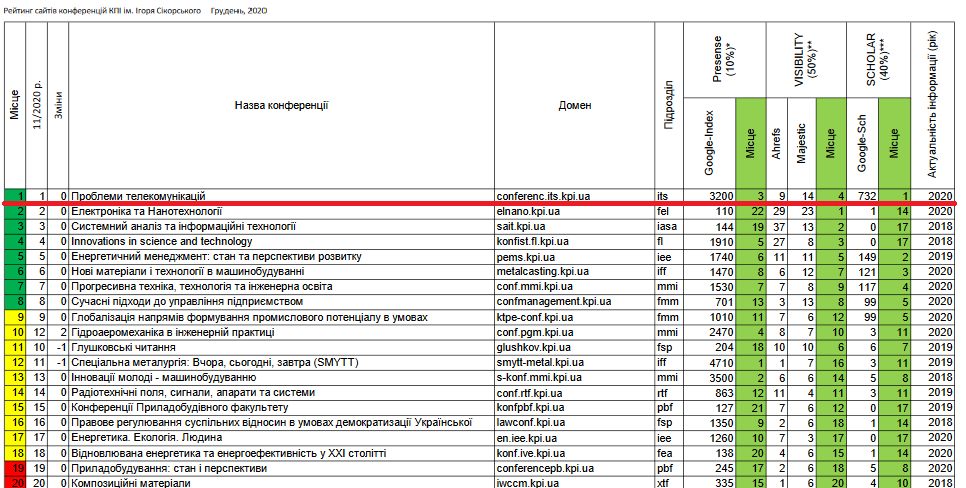 Рейтинг сайтів конференцій КПІ ім. Ігоря Сікорського Грудень, 2020
Місце 11/2020 р. Зміни Назва конференції Домен Підрозділ Presense (10%)* VISIBILITY (50%)** SCHOLAR (40%)*** Актуальність інформації (рік)
Google-Index Місце Ahrefs Majestic Місце Google-Sch Місце
1 1 0 Проблеми телекомунікацій conferenc.its.kpi.ua its 3200 3 9 14 4 732 1 2020
2 2 0 Електроніка та Нанотехнології elnano.kpi.ua fel 110 22 29 23 1 1 14 2020
3 3 0 Системний аналіз та інформаційні технології sait.kpi.ua iasa 144 19 37 13 2 0 17 2018
4 4 0 Innovations in science and technology konfist.fl.kpi.ua fl 1910 5 27 8 3 0 17 2020
5 5 0 Енергетичний менеджмент: стан та перспективи розвитку pems.kpi.ua iee 1740 6 11 11 5 149 2 2019
6 6 0 Нові матеріали і технології в машинобудуванні metalcasting.kpi.ua iff 1470 8 6 12 7 121 3 2020
7 7 0 Прогресивна техніка, технологія та інженерна освіта conf.mmi.kpi.ua mmi 1530 7 7 8 9 117 4 2020
8 8 0 Сучасні підходи до управління підприємством confmanagement.kpi.ua fmm 701 13 3 13 8 99 5 2020
9 9 0 Глобалізація напрямів формування промислового потенціалу в умовах ktpe-conf.kpi.ua fmm 1010 11 7 6 12 99 5 2020
10 12 2 Гідроаеромеханіка в інженерній практиці conf.pgm.kpi.ua mmi 2470 4 8 7 10 3 11 2020
11 10 -1 Глушковські читання glushkov.kpi.ua fsp 204 18 10 10 6 6 7 2019
12 11 -1 Спеціальна металургія: Вчора, сьогодні, завтра (SMYTT) smytt-metal.kpi.ua iff 4710 1 1 7 16 3 11 2019
13 13 0 Інновації молоді - машинобудуванню s-konf.mmi.kpi.ua mmi 3500 2 6 6 14 5 8 2018
14 14 0 Радіотехнічні поля, сигнали, апарати та системи conf.rtf.kpi.ua rtf 863 12 11 4 11 3 11 2019
15 15 0 Конференції Приладобудівного факультету konfpbf.kpi.ua pbf 127 21 7 6 12 0 17 2019
16 16 0 Правове регулювання суспільних відносин в умовах демократизації Української lawconf.kpi.ua fsp 1350 9 2 6 18 1 14 2018
17 17 0 Енергетика. Екологія. Людина en.iee.kpi.ua iee 1260 10 7 3 17 0 17 2020
18 18 0 Відновлювана енергетика та енергоефективність у XXI столітті konf.ive.kpi.ua fea 138 20 4 6 15 1 14 2020
19 19 0 Приладобудування: стан і перспективи conferencepb.kpi.ua pbf 245 17 2 6 18 5 8 2020
20 20 0 Композиційні матеріали iwccm.kpi.ua xtf 335 15 1 6 20 4 10 2018